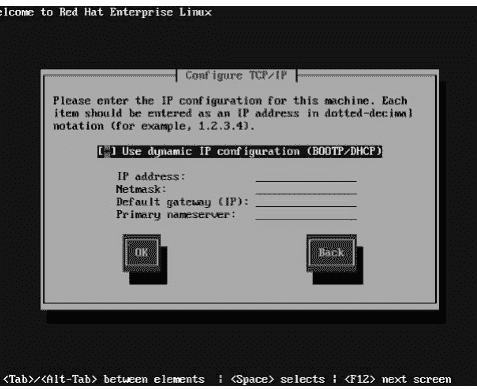 elcome to Red Hat Enterprise Linux
Configure TCP/IP
Please enter the IP configuration for this machine. Each
item should be entered as an IP address in dotted-decimal
notation (for example, 1.2.3.4).
[*] Use dynamic IP configuration (BOOTP/DHCP)
IP address:
Netmask:
Default gateway (IP):
Primary nameserver:
OK
Back
<Tab>/<Alt-Tab> between elements | <Space> selects | <F12> next screen